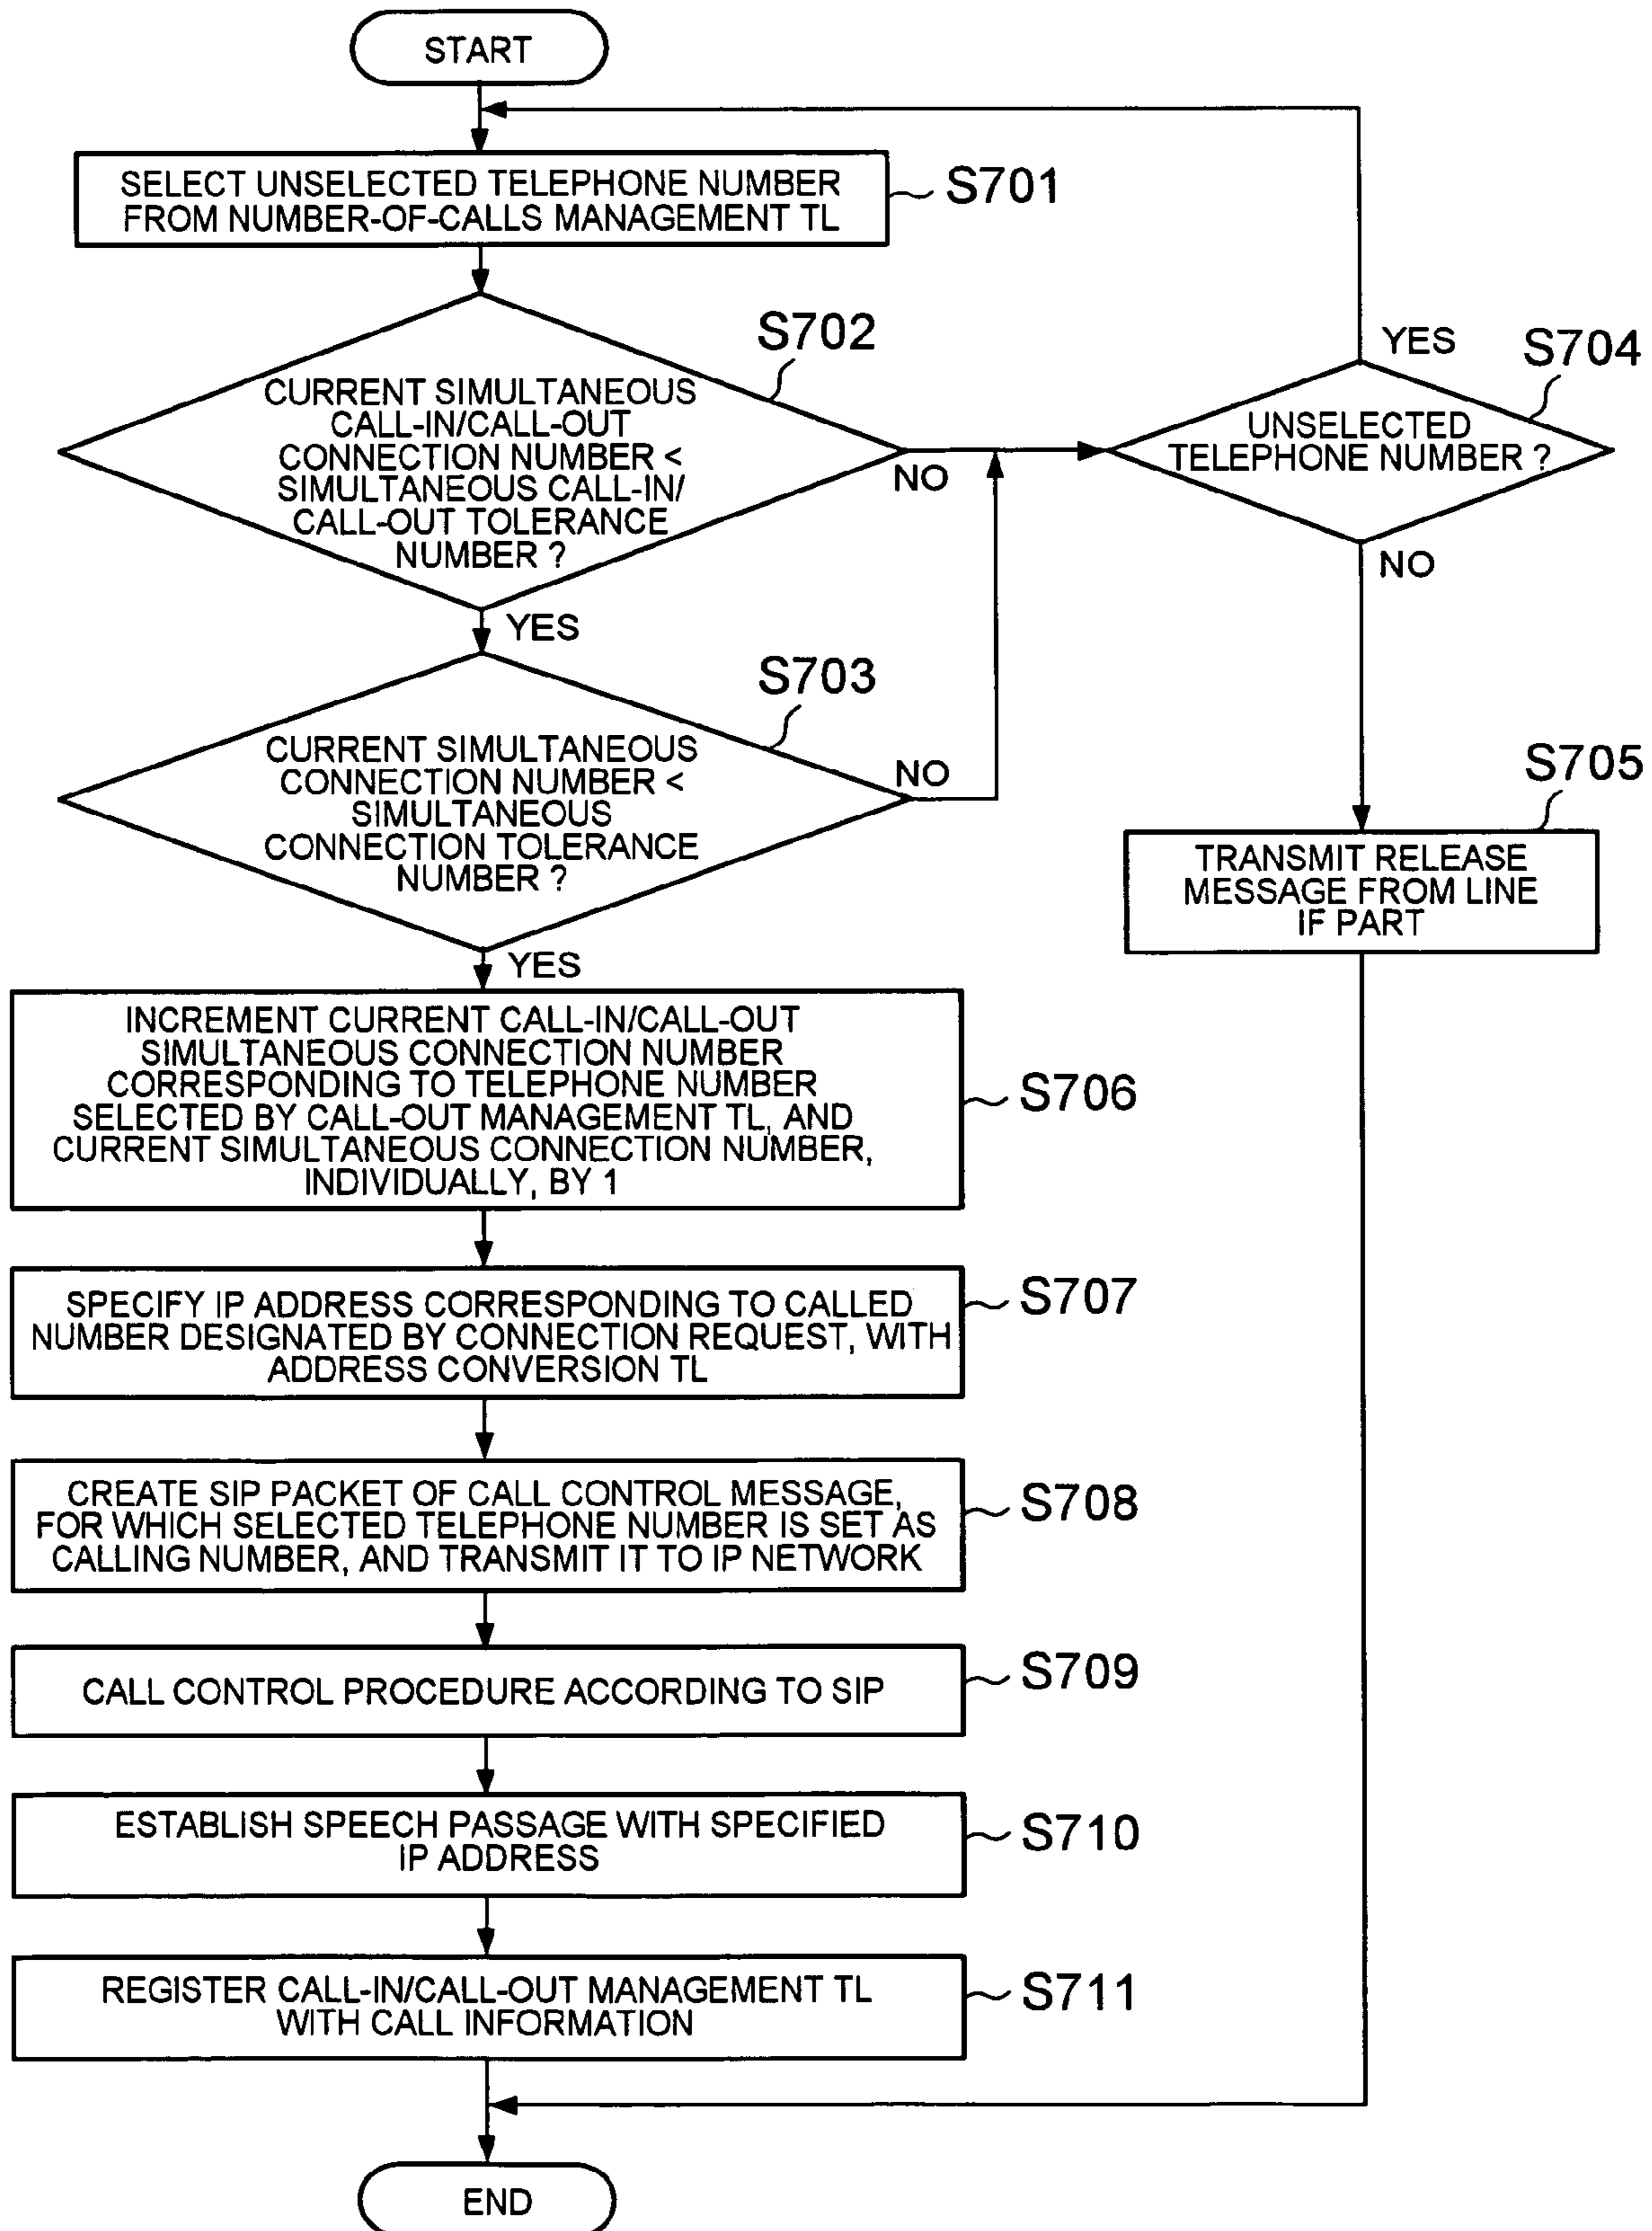 START
SELECT UNSELECTED TELEPHONE NUMBER
FROM NUMBER-OF-CALLS MANAGEMENT TL
S701
S702
CURRENT SIMULTANEOUS
CALL-IN/CALL-OUT
CONNECTION NUMBER <
SIMULTANEOUS CALL-IN/
CALL-OUT TOLERANCE
NUMBER ?
NO
YES
YES
S704
UNSELECTED
TELEPHONE NUMBER ?
NO
S703
CURRENT SIMULTANEOUS
CONNECTION NUMBER <
SIMULTANEOUS
CONNECTION TOLERANCE
NUMBER ?
NO
YES
S705
TRANSMIT RELEASE
MESSAGE FROM LINE
IF PART
INCREMENT CURRENT CALL-IN/CALL-OUT
SIMULTANEOUS CONNECTION NUMBER
CORRESPONDING TO TELEPHONE NUMBER
SELECTED BY CALL-OUT MANAGEMENT TL, AND
CURRENT SIMULTANEOUS CONNECTION NUMBER,
INDIVIDUALLY, BY 1
S706
SPECIFY IP ADDRESS CORRESPONDING TO CALLED
NUMBER DESIGNATED BY CONNECTION REQUEST, WITH
ADDRESS CONVERSION TL
S707
CREATE SIP PACKET OF CALL CONTROL MESSAGE,
FOR WHICH SELECTED TELEPHONE NUMBER IS SET AS
CALLING NUMBER, AND TRANSMIT IT TO IP NETWORK
S708
CALL CONTROL PROCEDURE ACCORDING TO SIP
S709
ESTABLISH SPEECH PASSAGE WITH SPECIFIED
IP ADDRESS
S710
REGISTER CALL-IN/CALL-OUT MANAGEMENT TL
WITH CALL INFORMATION
S711
END